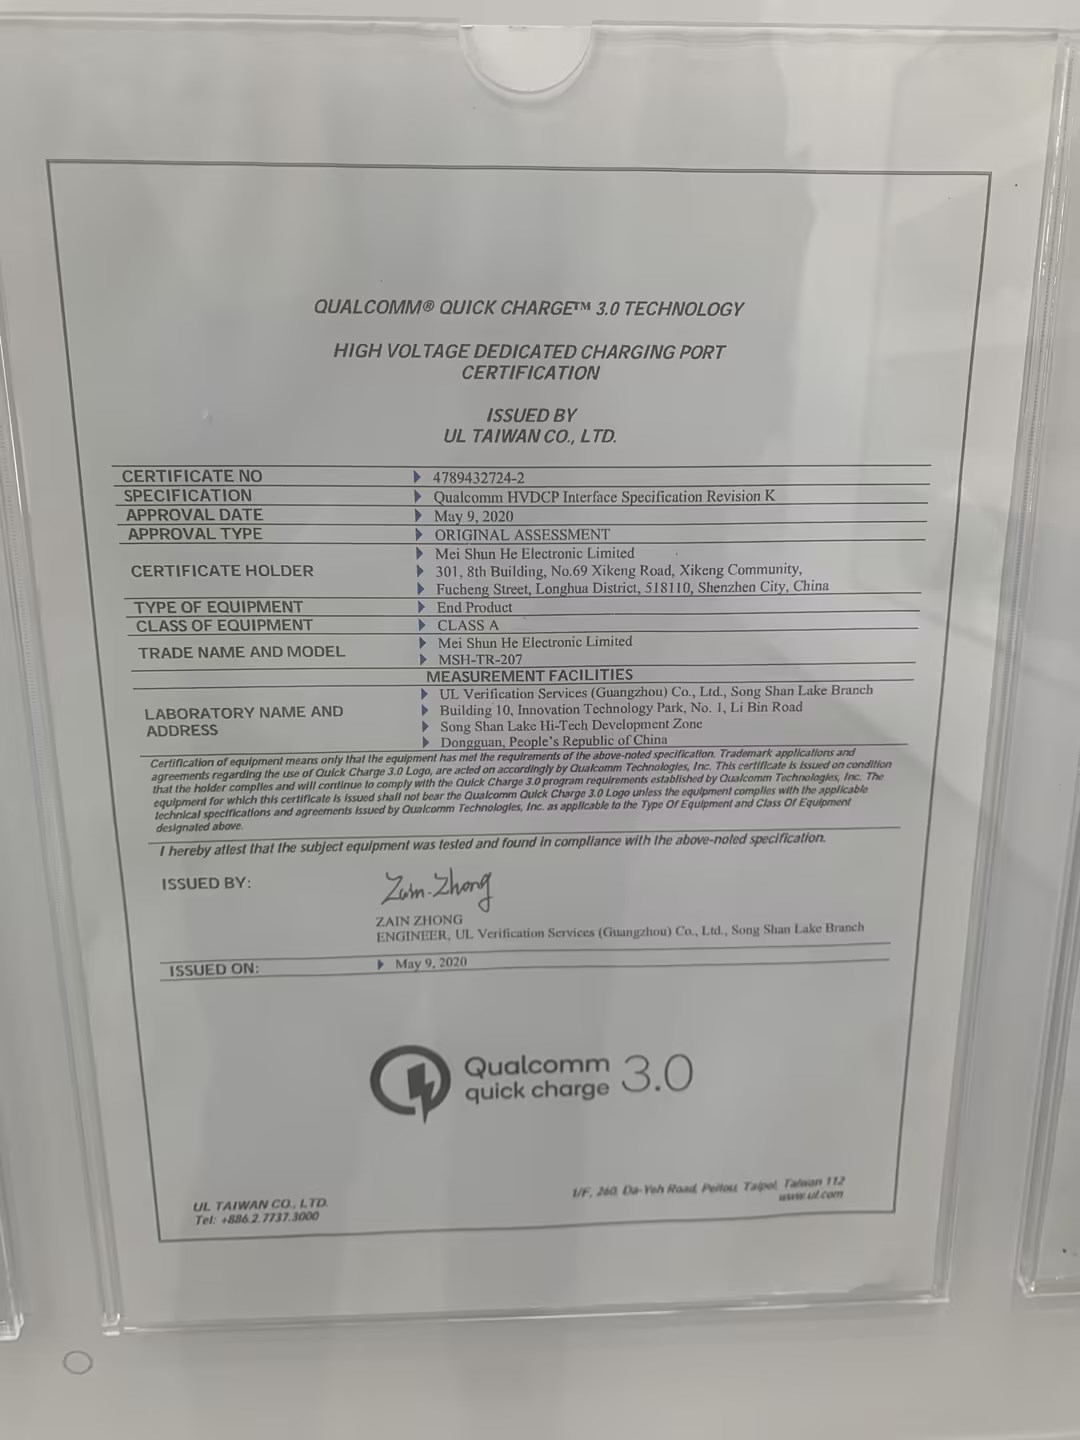 QUALCOMM® QUICK CHARGE™ 3.0 TECHNOLOGY
HIGH VOLTAGE DEDICATED CHARGING PORT
CERTIFICATION
ISSUED BY
UL TAIWAN CO., LTD.
CERTIFICATE NO 4789432724-2
SPECIFICATION Qualcomm HVDCP Interface Specification Revision K
APPROVAL DATE May 9, 2020
APPROVAL TYPE ORIGINAL ASSESSMENT
CERTIFICATE HOLDER
Mei Shun He Electronic Limited
301, 8th Building, No.69 Xikeng Road, Xikeng Community,
Fucheng Street, Longhua District, 518110, Shenzhen City, China
TYPE OF EQUIPMENT End Product
CLASS OF EQUIPMENT CLASS A
TRADE NAME AND MODEL
Mei Shun He Electronic Limited
MSH-TR-207
MEASUREMENT FACILITIES
LABORATORY NAME AND
ADDRESS
UL Verification Services (Guangzhou) Co., Ltd., Song Shan Lake Branch
Building 10, Innovation Technology Park, No. 1, Li Bin Road
Song Shan Lake Hi-Tech Development Zone
Dongguan, People's Republic of China
Certification of equipment means only that the equipment has met the requirements of the above-noted specification. Trademark applications and
agreements regarding the use of Quick Charge 3.0 Logo, are acted on accordingly by Qualcomm Technologies, Inc. This certificate is issued on condition
that the holder complies and will continue to comply with the Quick Charge 3.0 program requirements established by Qualcomm Technologies, Inc. The
equipment for which this certificate is issued shall not bear the Qualcomm Quick Charge 3.0 Logo unless the equipment complies with the applicable
technical specifications and agreements issued by Qualcomm Technologies, Inc. as applicable to the Type Of Equipment and Class Of Equipment
designated above.
I hereby attest that the subject equipment was tested and found in compliance with the above-noted specification.
ISSUED BY:
Zain Zhong
ZAIN ZHONG
ENGINEER, UL Verification Services (Guangzhou) Co., Ltd., Song Shan Lake Branch
ISSUED ON: May 9, 2020
Qualcomm
quick charge 3.0
UL TAIWAN CO., LTD.
Tel: +886.2.7737.3000
1/F, 260, Da-Yeh Road, Peitou, Taipei, Taiwan 112
www.ul.com